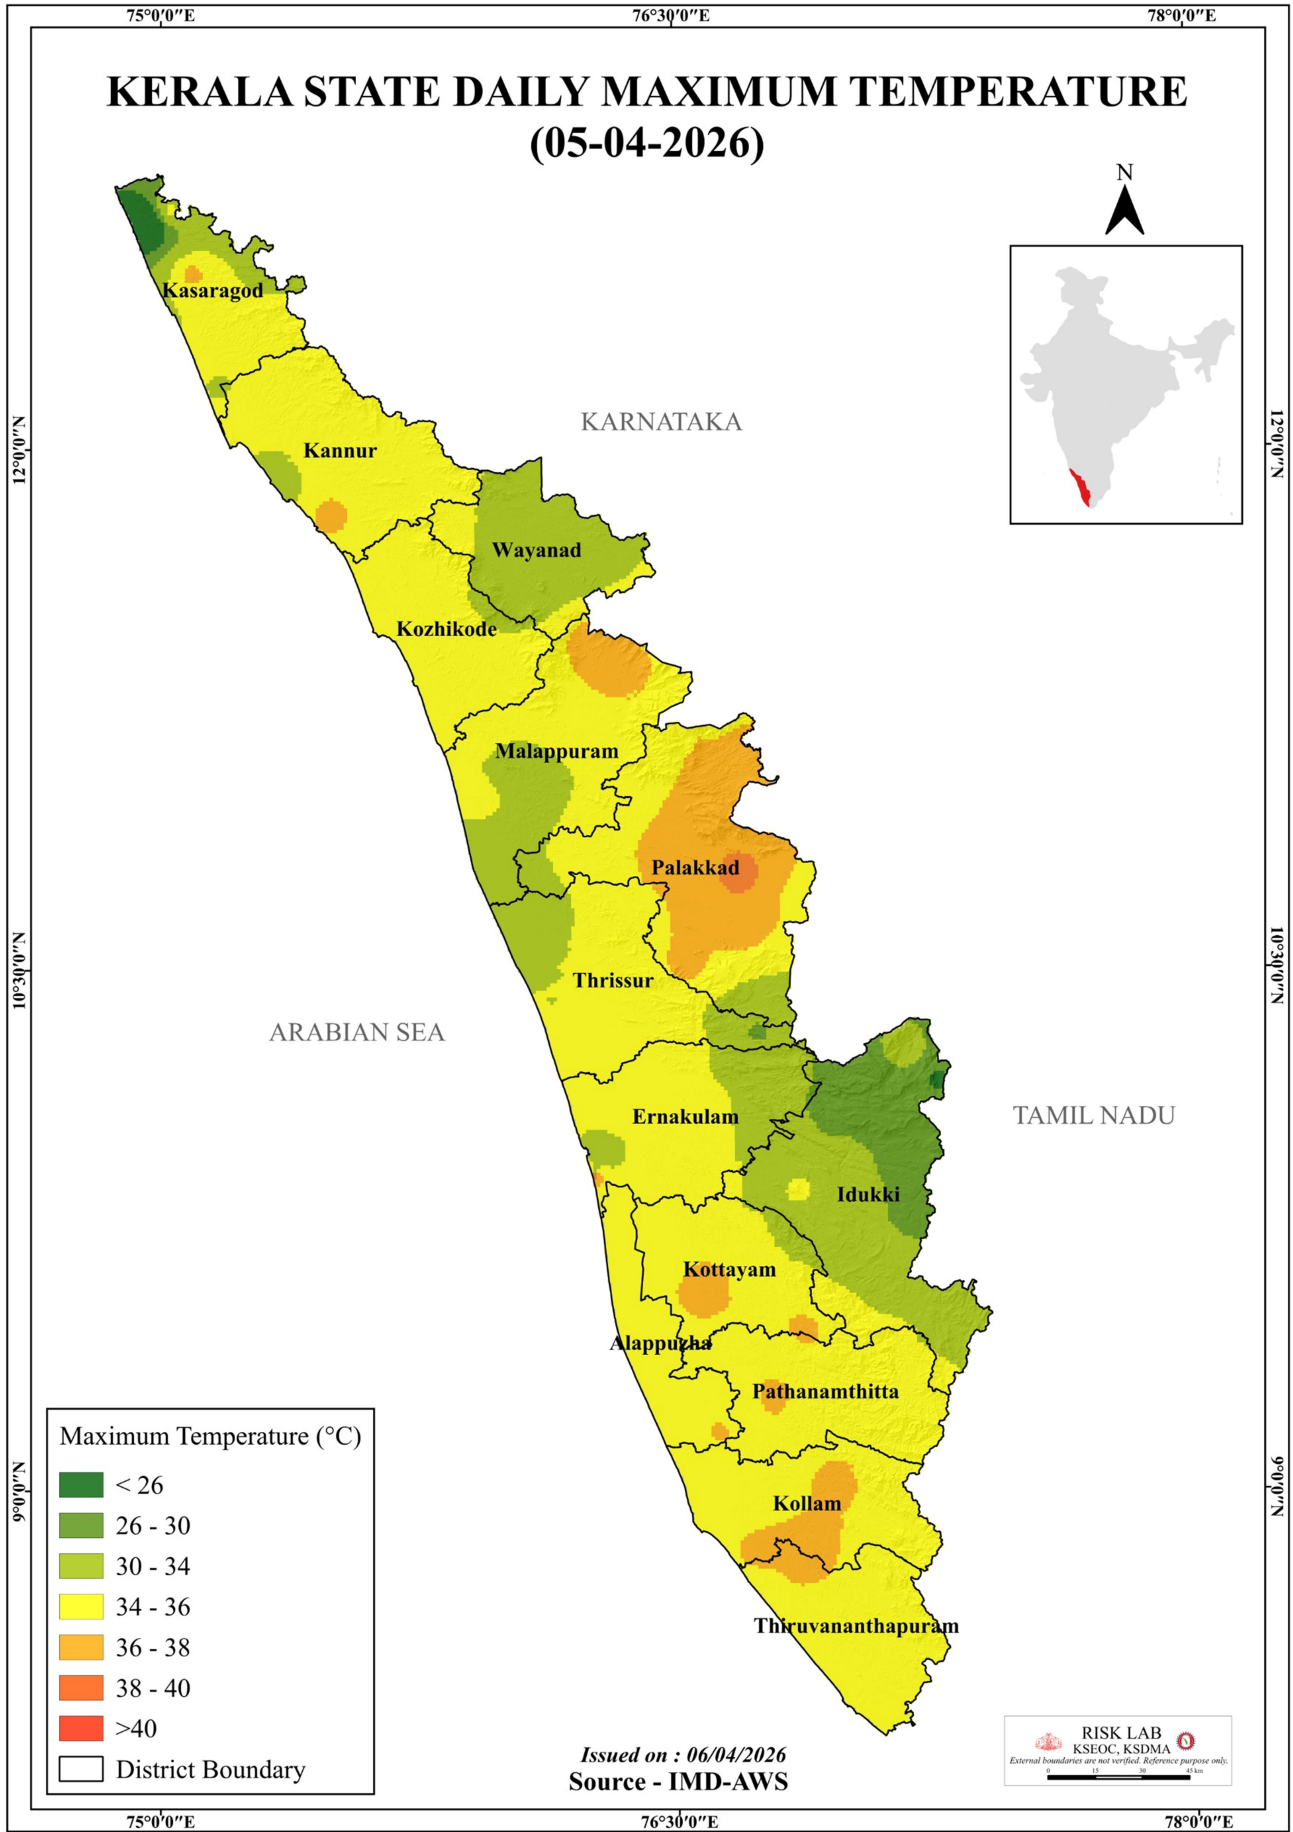 75°0'0"E
76°30'0"E
78°0'0"E
KERALA STATE DAILY MAXIMUM TEMPERATURE
(05-04-2026)
N
Kasaragod
KARNATAKA
12°0'0"N
12°0'0"N
Kannur
Wayanad
Kozhikode
Malappuram
Palakkad
10°30'0"N
10°30'0"N
Thrissur
ARABIAN SEA
Ernakulam
TAMIL NADU
Idukki
Kottayam
Alappuzha
Pathanamthitta
Kollam
9°0'0"N
9°0'0"N
Thiruvananthapuram
Maximum Temperature (°C)
< 26
26 - 30
30 - 34
34 - 36
36 - 38
38 - 40
>40
District Boundary
Issued on : 06/04/2026
Source - IMD-AWS
RISK LAB
KSEOC, KSDMA
External boundaries are not verified. Reference purpose only.
0 15 30 45 km
75°0'0"E
76°30'0"E
78°0'0"E